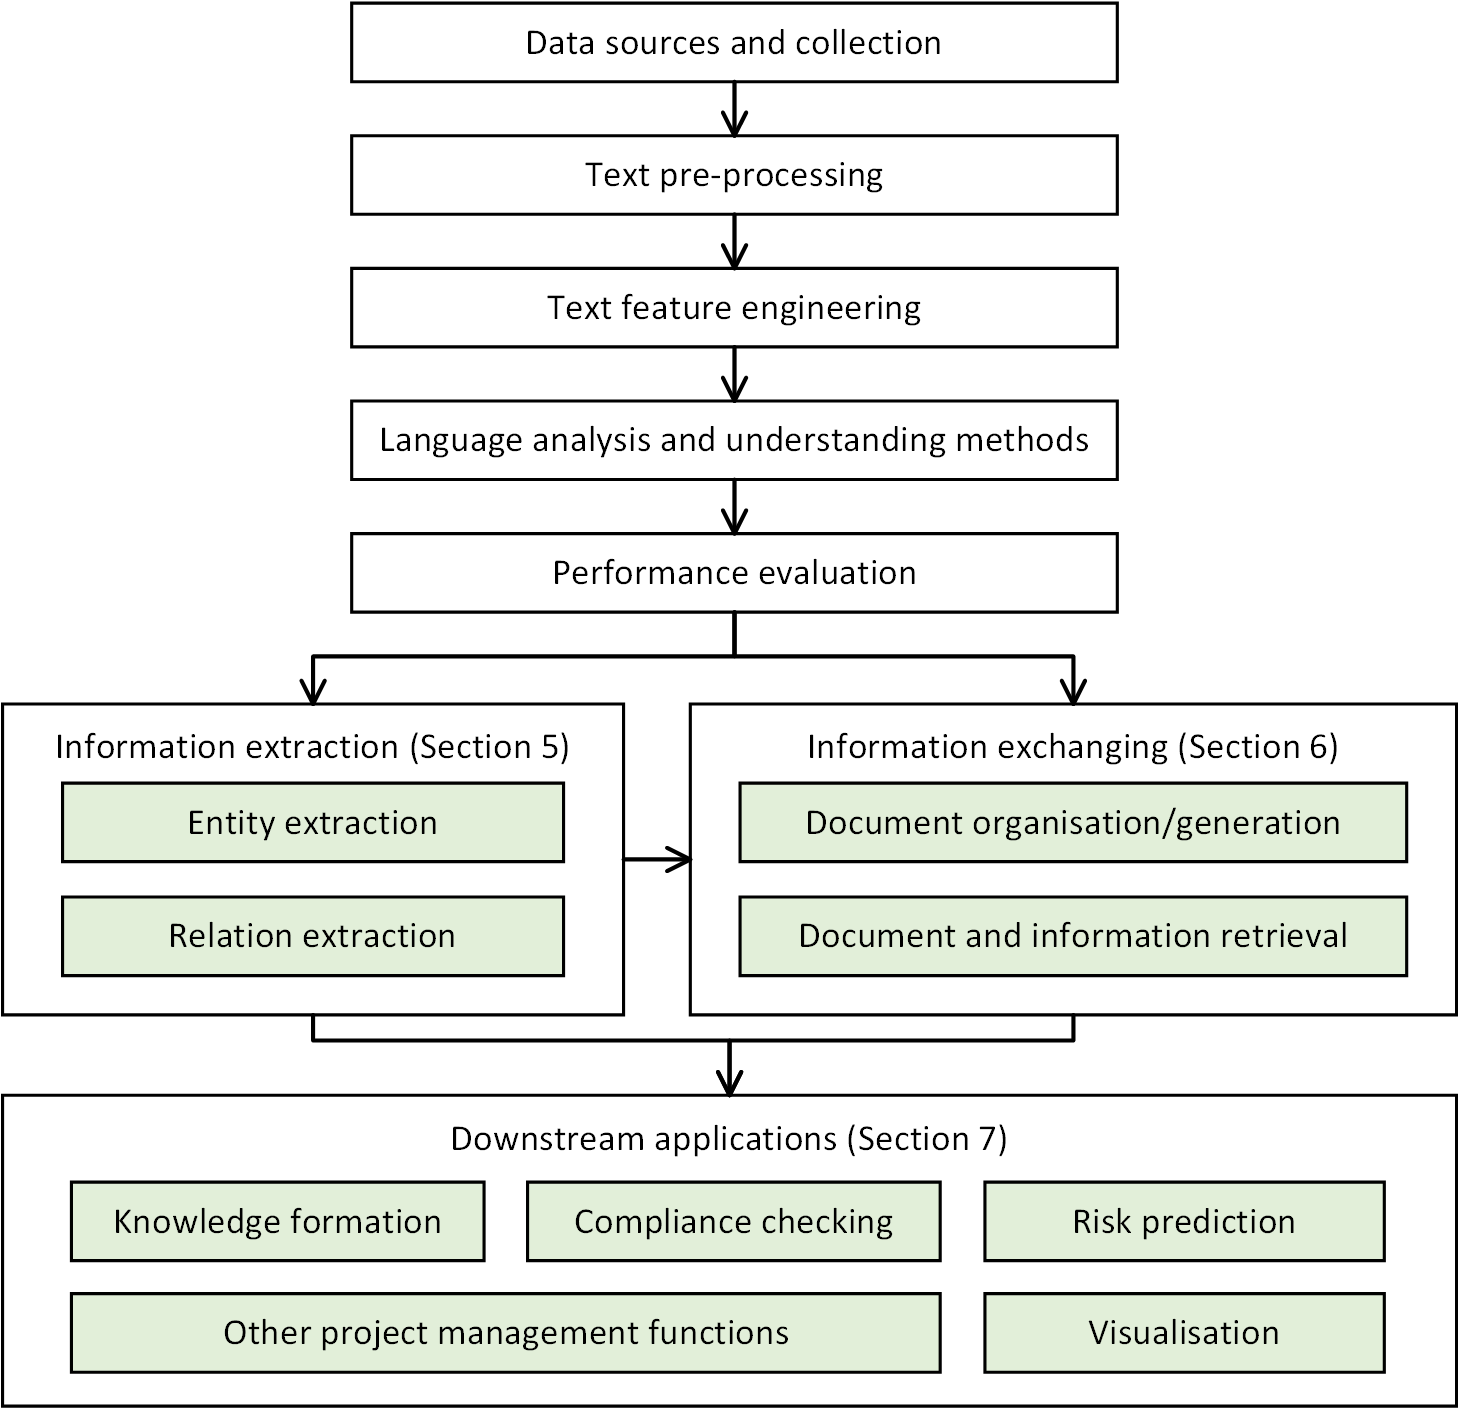 Data sources and collection
Text pre-processing
Text feature engineering
Language analysis and understanding methods
Performance evaluation
Information extraction (Section 5)
Entity extraction
Relation extraction
Information exchanging (Section 6)
Document organisation/generation
Document and information retrieval
Downstream applications (Section 7)
Knowledge formation
Compliance checking
Risk prediction
Other project management functions
Visualisation